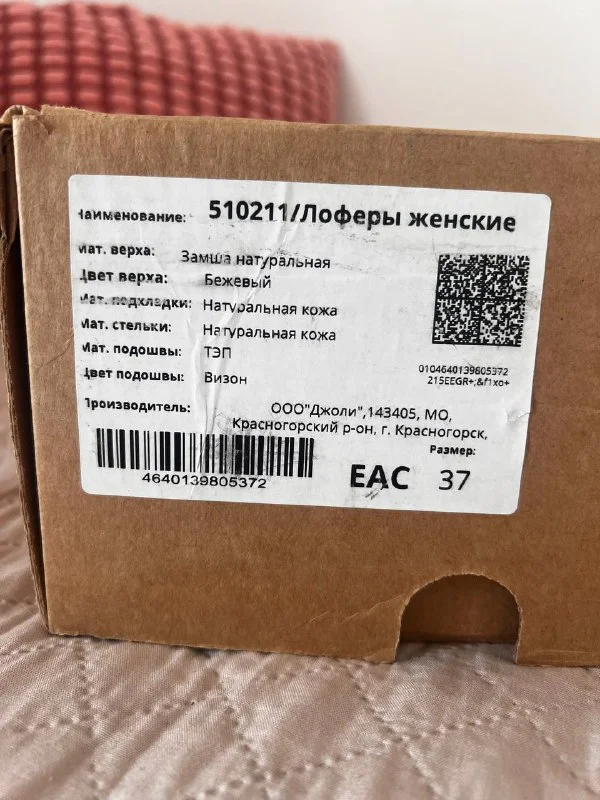 Наименование: 510211/Лоферы женские
Мат. верха: Замша натуральная
Цвет верха: Бежевый
Мат. подкладки: Натуральная кожа
Мат. стельки: Натуральная кожа
Мат. подошвы: ТЭП
Цвет подошвы: Визон
0104640139805372
215EEGR+;&f1xo+
Производитель: ООО"Джоли",143405, МО,
Красногорский р-он, г. Красногорск,
Размер:
4640139805372
EAC 37